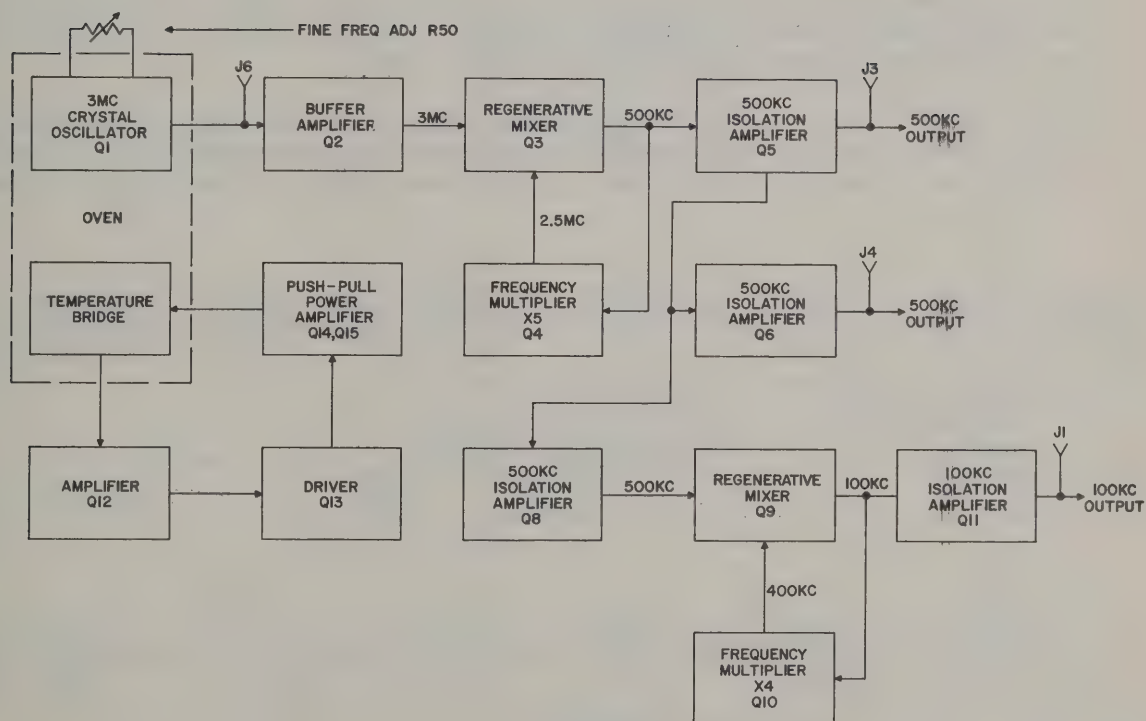 FINE FREQ ADJ R50
J6
J3
3MC
CRYSTAL
OSCILLATOR
Q1
BUFFER
AMPLIFIER
Q2
3MC
REGENERATIVE
MIXER
Q3
500KC
500KC
ISOLATION
AMPLIFIER
Q5
500KC
OUTPUT
OVEN
2.5MC
J4
TEMPERATURE
BRIDGE
PUSH-PULL
POWER
AMPLIFIER
Q14,Q15
FREQUENCY
MULTIPLIER
X5
Q4
500KC
ISOLATION
AMPLIFIER
Q6
500KC
OUTPUT
J1
AMPLIFIER
Q12
DRIVER
Q13
500KC
ISOLATION
AMPLIFIER
Q8
500KC
REGENERATIVE
MIXER
Q9
100KC
100KC
ISOLATION
AMPLIFIER
Q11
100KC
OUTPUT
400KC
FREQUENCY
MULTIPLIER
X4
Q10